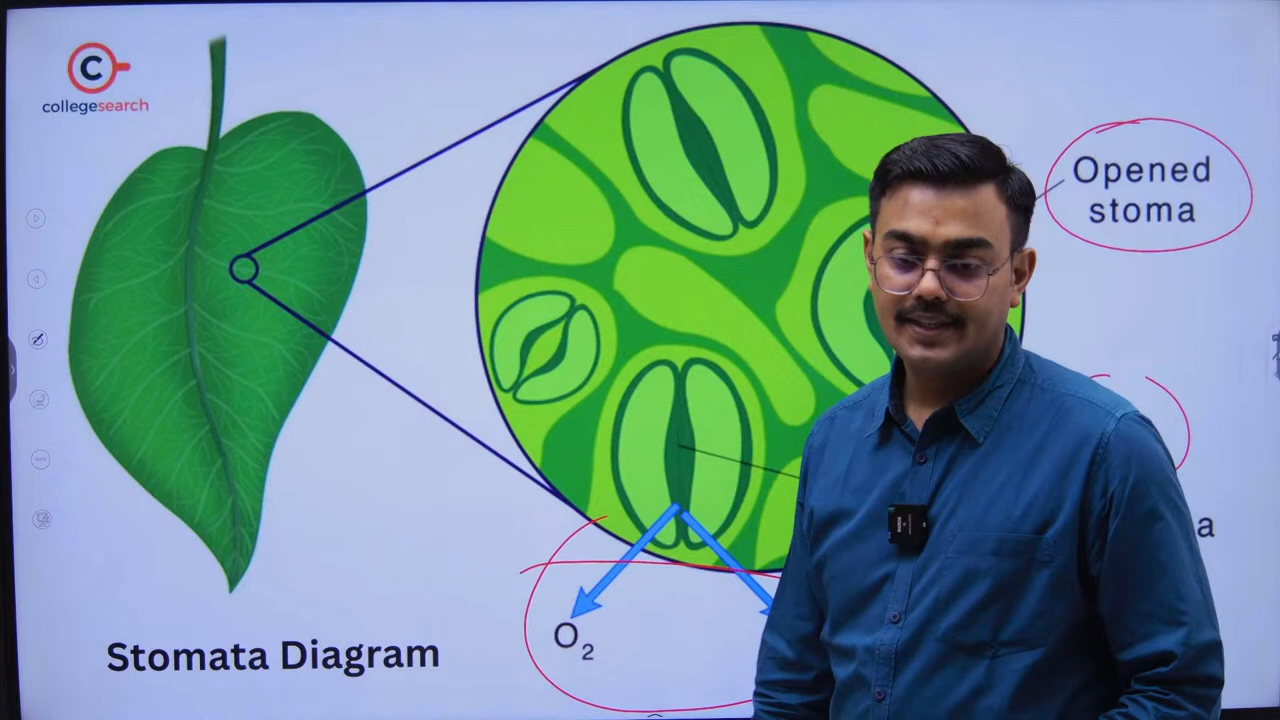 C
collegesearch
Opened
stoma
a
O₂
Stomata Diagram